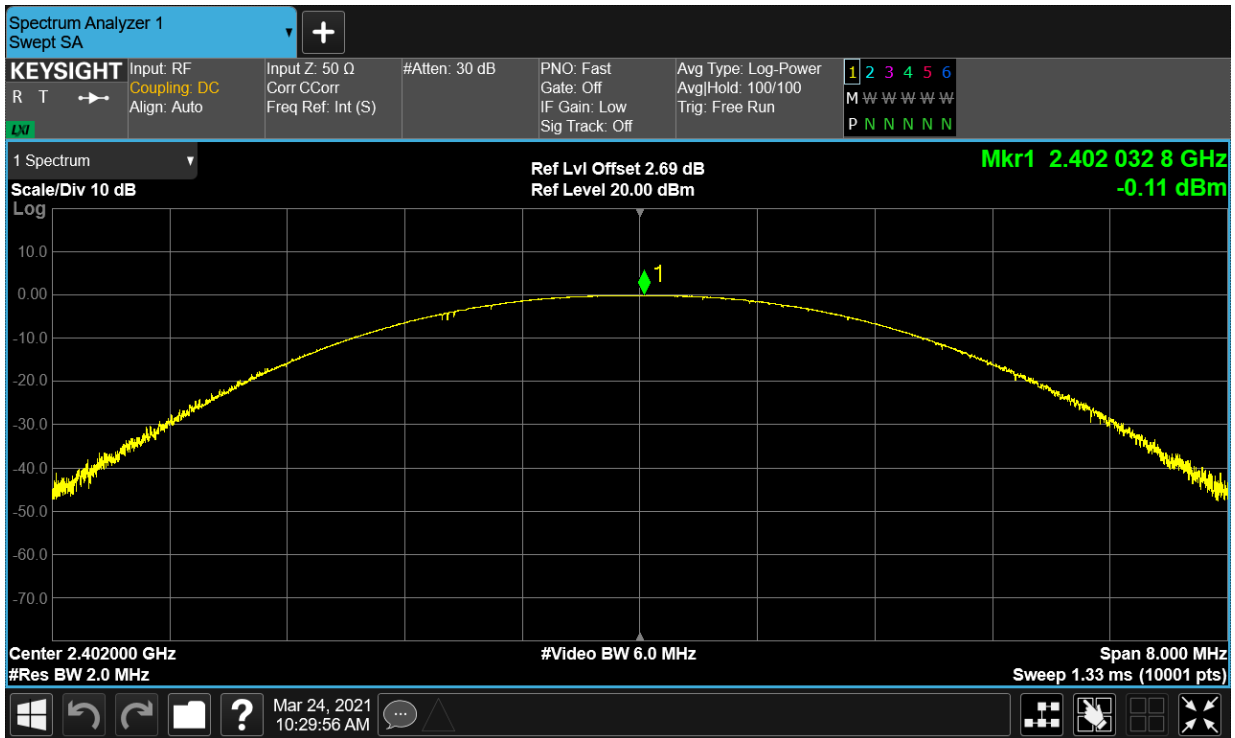 Spectrum Analyzer 1
Swept SA
KEYSIGHT
R T
LXI
Input: RF
Coupling: DC
Align: Auto
Input Z: 50 Ω
Corr CCorr
Freq Ref: Int (S)
#Atten: 30 dB
PNO: Fast
Gate: Off
IF Gain: Low
Sig Track: Off
Avg Type: Log-Power
Avg|Hold: 100/100
Trig: Free Run
1 2 3 4 5 6
M W W W W W
P N N N N N
1 Spectrum
Scale/Div 10 dB
Log
Ref Lvl Offset 2.69 dB
Ref Level 20.00 dBm
Mkr1 2.402 032 8 GHz
-0.11 dBm
1
10.0
0.00
-10.0
-20.0
-30.0
-40.0
-50.0
-60.0
-70.0
Center 2.402000 GHz
#Res BW 2.0 MHz
#Video BW 6.0 MHz
Span 8.000 MHz
Sweep 1.33 ms (10001 pts)
?
Mar 24, 2021
10:29:56 AM